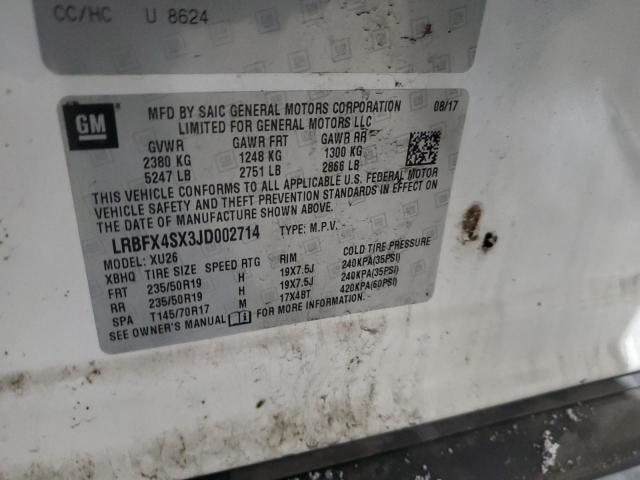 CC/HC U 8624
GM
MFD BY SAIC GENERAL MOTORS CORPORATION 08/17
LIMITED FOR GENERAL MOTORS LLC
GVWR GAWR FRT GAWR RR
2380 KG 1248 KG 1300 KG
5247 LB 2751 LB 2866 LB
THIS VEHICLE CONFORMS TO ALL APPLICABLE U.S. FEDERAL MOTOR
VEHICLE SAFETY AND THEFT PREVENTION STANDARDS IN EFFECT ON
THE DATE OF MANUFACTURE SHOWN ABOVE.
LRBFX4SX3JD002714 TYPE: M.P.V.
MODEL: XU26
XBHQ TIRE SIZE SPEED RTG RIM COLD TIRE PRESSURE
FRT 235/50R19 H 19X7.5J 240KPA(35PSI)
RR 235/50R19 H 19X7.5J 240KPA(35PSI)
SPA T145/70R17 M 17X4BT 420KPA(60PSI)
SEE OWNER'S MANUAL FOR MORE INFORMATION.